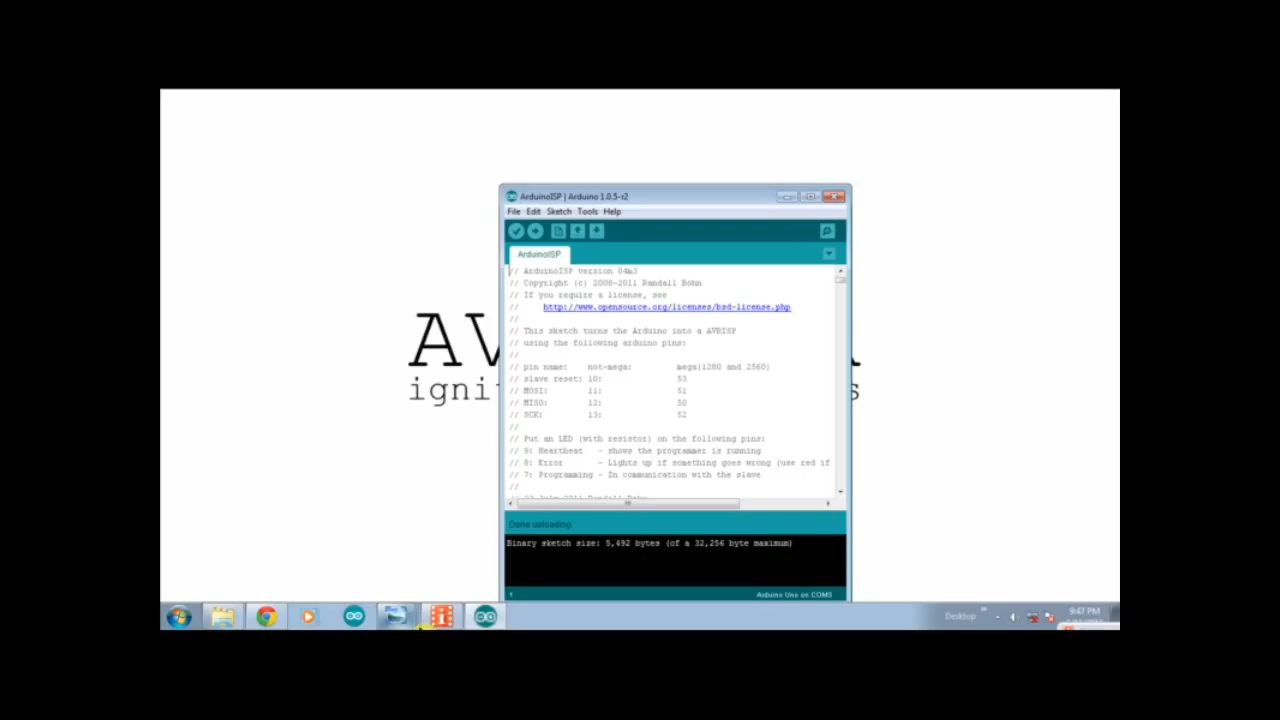 ArduinoISP | Arduino 1.0.5-r2
File Edit Sketch Tools Help
ArduinoISP
// ArduinoISP version 04m3
// Copyright (c) 2008-2011 Randall Bohn
// If you require a license, see
// http://www.opensource.org/licenses/bsd-license.php
//
// This sketch turns the Arduino into a AVRISP
// using the following arduino pins:
//
// pin name: not-mega: mega(1280 and 2560)
// slave reset: 10: 53
// MOSI: 11: 51
// MISO: 12: 50
// SCK: 13: 52
//
// Put an LED (with resistor) on the following pins:
// 9: Heartbeat - shows the programmer is running
// 8: Error - Lights up if something goes wrong (use red if
// 7: Programming - In communication with the slave
//
AV
igni
s
Done uploading.
Binary sketch size: 5,492 bytes (of a 32,256 byte maximum)
1
Arduino Uno on COM3
Desktop
9:47 PM